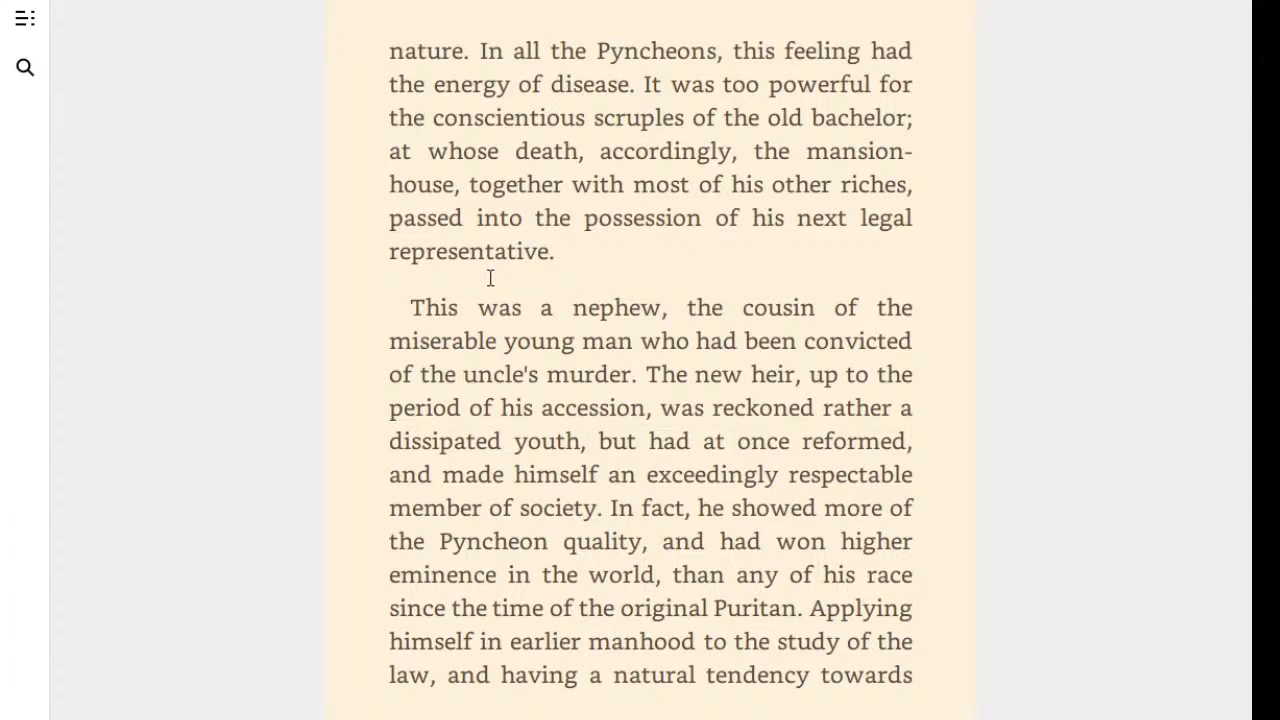 nature. In all the Pyncheons, this feeling had
the energy of disease. It was too powerful for
the conscientious scruples of the old bachelor;
at whose death, accordingly, the mansion-
house, together with most of his other riches,
passed into the possession of his next legal
representative.
This was a nephew, the cousin of the
miserable young man who had been convicted
of the uncle's murder. The new heir, up to the
period of his accession, was reckoned rather a
dissipated youth, but had at once reformed,
and made himself an exceedingly respectable
member of society. In fact, he showed more of
the Pyncheon quality, and had won higher
eminence in the world, than any of his race
since the time of the original Puritan. Applying
himself in earlier manhood to the study of the
law, and having a natural tendency towards